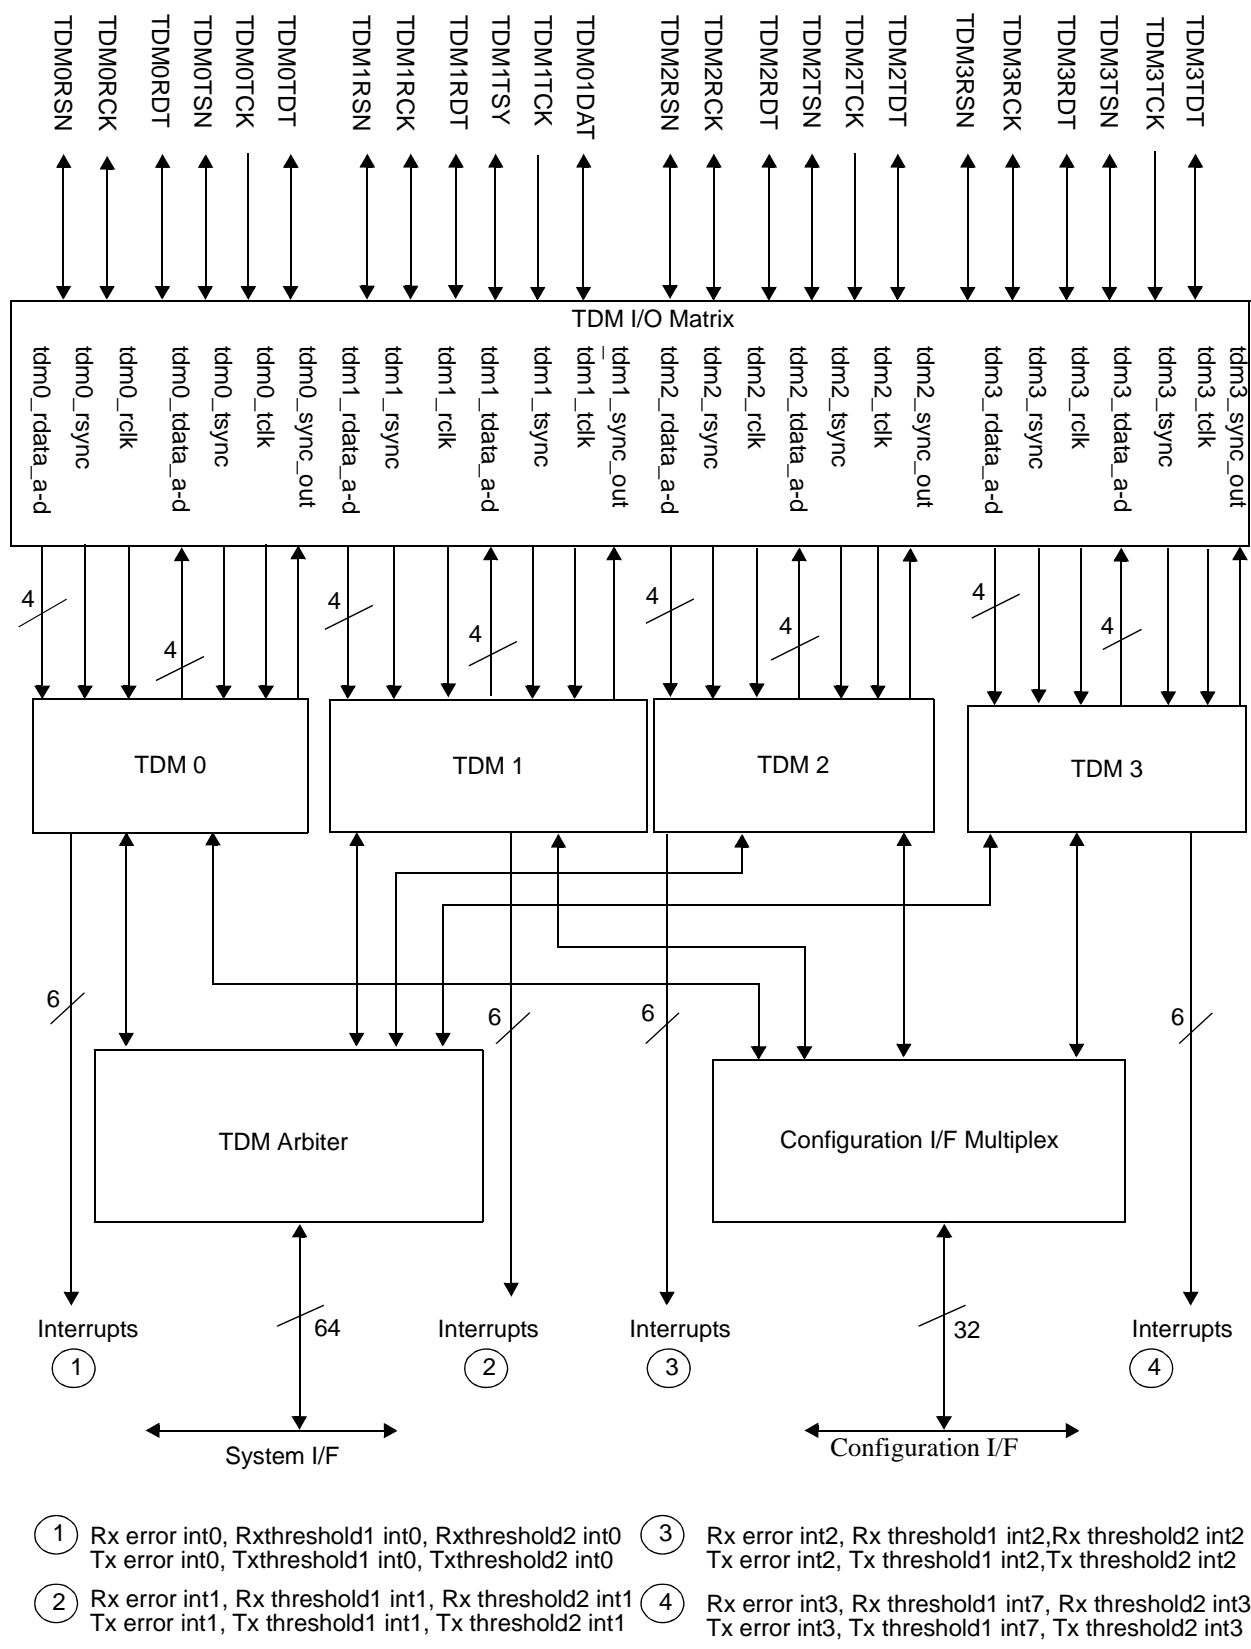 TDM0RSN
TDM0RCK
TDM0RDT
TDM0TSN
TDM0TCK
TDM0TDT
TDM1RSN
TDM1RCK
TDM1RDT
TDM1TSY
TDM1TCK
TDM01DAT
TDM2RSN
TDM2RCK
TDM2RDT
TDM2TSN
TDM2TCK
TDM2TDT
TDM3RSN
TDM3RCK
TDM3RDT
TDM3TSN
TDM3TCK
TDM3TDT
TDM I/O Matrix
tdm0_rdata_a-d
tdm0_rsync
tdm0_rclk
tdm0_tdata_a-d
tdm0_tsync
tdm0_tclk
tdm0_sync_out
tdm1_rdata_a-d
tdm1_rsync
tdm1_rclk
tdm1_tdata_a-d
tdm1_tsync
tdm1_tclk
tdm1_sync_out
tdm2_rdata_a-d
tdm2_rsync
tdm2_rclk
tdm2_tdata_a-d
tdm2_tsync
tdm2_tclk
tdm2_sync_out
tdm3_rdata_a-d
tdm3_rsync
tdm3_rclk
tdm3_tdata_a-d
tdm3_tsync
tdm3_tclk
tdm3_sync_out
4
4
4
4
4
4
4
4
TDM 0
TDM 1
TDM 2
TDM 3
6
6
6
6
TDM Arbiter
Configuration I/F Multiplex
Interrupts
64
Interrupts
Interrupts
32
Interrupts
1
2
3
4
System I/F
Configuration I/F
1 Rx error int0, Rxthreshold1 int0, Rxthreshold2 int0
Tx error int0, Txthreshold1 int0, Txthreshold2 int0
2 Rx error int1, Rx threshold1 int1, Rx threshold2 int1
Tx error int1, Tx threshold1 int1, Tx threshold2 int1
3 Rx error int2, Rx threshold1 int2,Rx threshold2 int2
Tx error int2, Tx threshold1 int2,Tx threshold2 int2
4 Rx error int3, Rx threshold1 int7, Rx threshold2 int3
Tx error int3, Tx threshold1 int7, Tx threshold2 int3